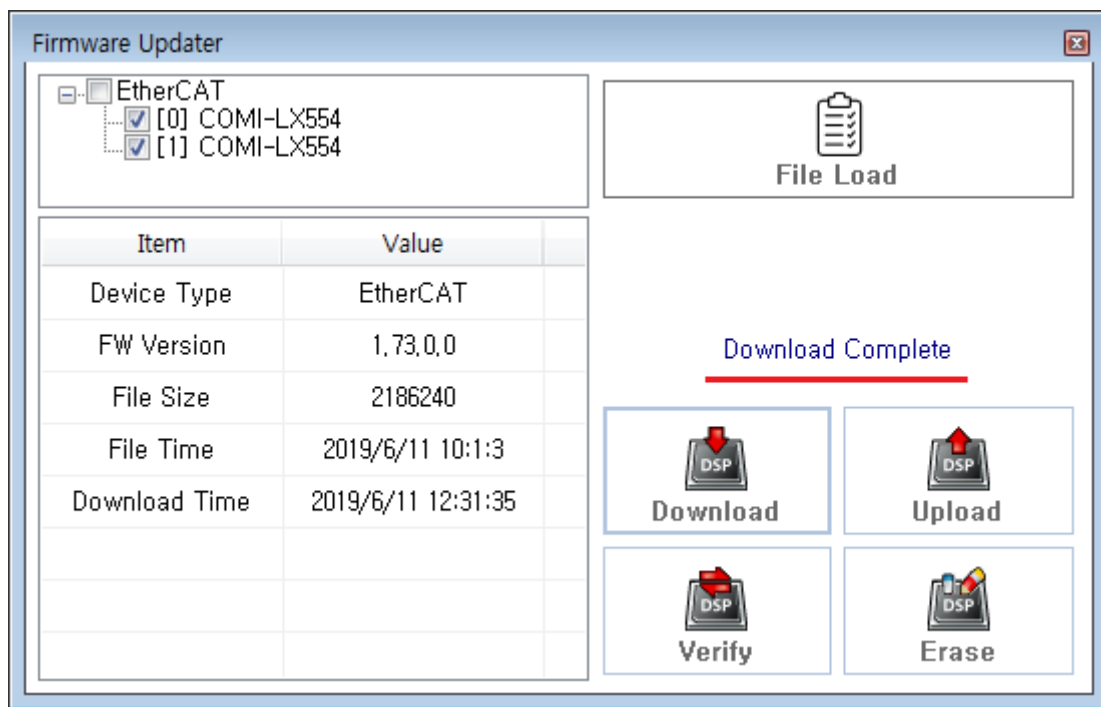 Firmware Updater
EtherCAT
[0] COMI-LX554
[1] COMI-LX554
File Load
Item Value
Device Type EtherCAT
FW Version 1,73,0,0
File Size 2186240
File Time 2019/6/11 10:1:3
Download Time 2019/6/11 12:31:35
Download Complete
DSP
Download
DSP
Upload
DSP
Verify
DSP
Erase